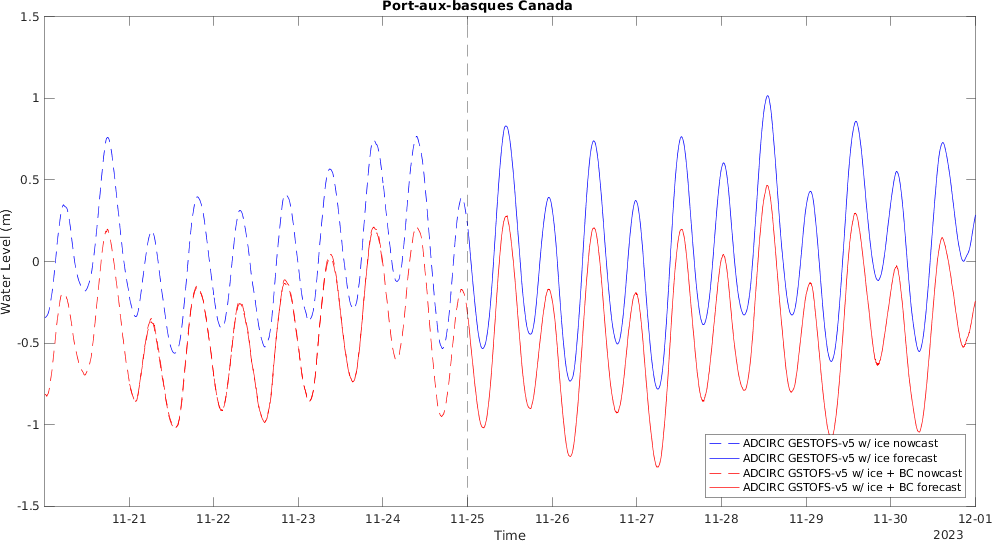 Port-aux-basques Canada
1.5
1
0.5
0
-0.5
-1
-1.5
Water Level (m)
11-21 11-22 11-23 11-24 11-25 11-26 11-27 11-28 11-29 11-30 12-01
Time
2023
ADCIRC GESTOFS-v5 w/ ice nowcast
ADCIRC GESTOFS-v5 w/ ice forecast
ADCIRC GSTOFS-v5 w/ ice + BC nowcast
ADCIRC GSTOFS-v5 w/ ice + BC forecast